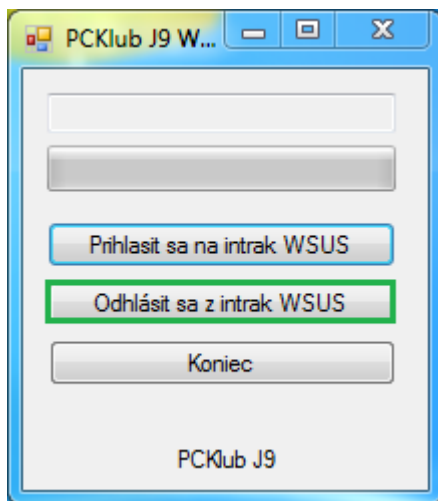 PCKlub J9 W...
Prihlasit sa na intrak WSUS
Odhlásit sa z intrak WSUS
Koniec
PCKlub J9